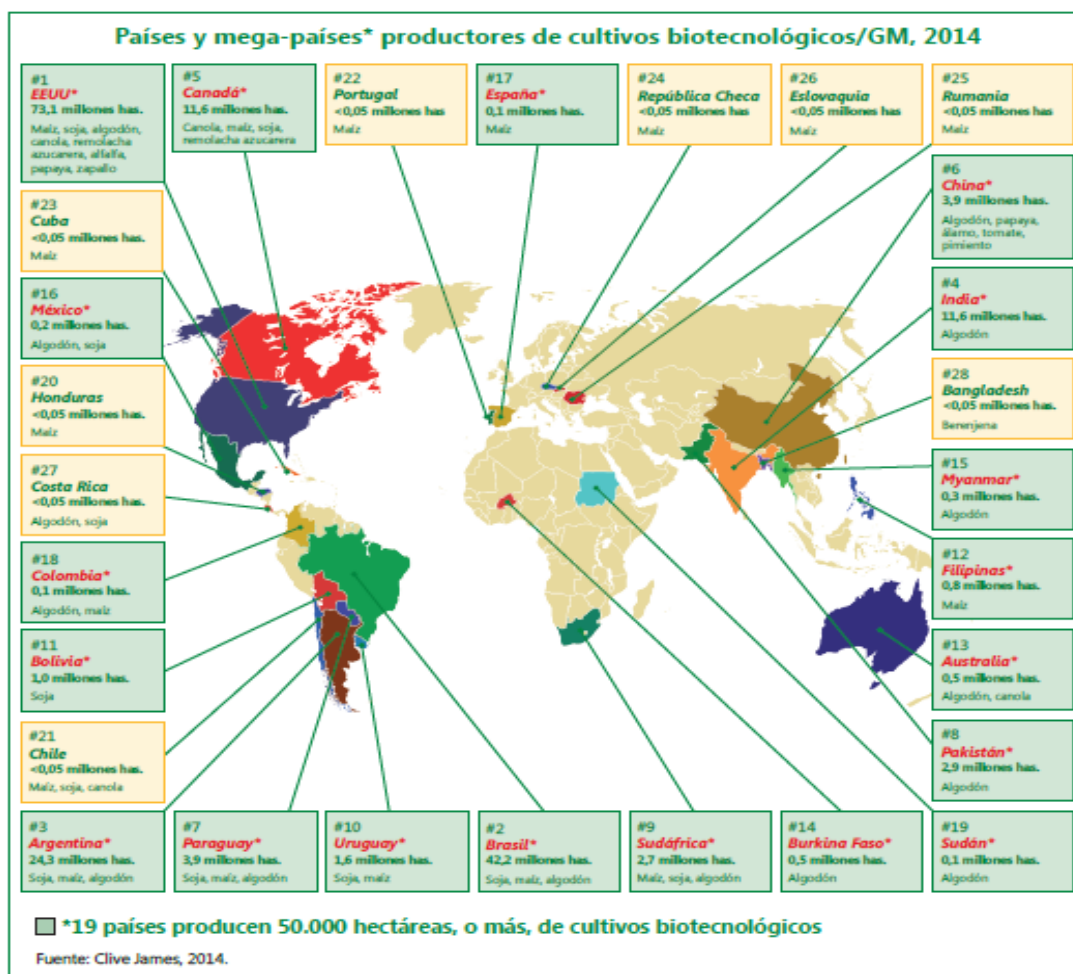 Países y mega-países* productores de cultivos biotecnológicos/GM, 2014
#1
EEUU*
73,1 millones has.
Maíz, soja, algodón,
canola, remolacha
azucarera, alfalfa,
papaya, zapallo
#5
Canadá*
11,6 millones has.
Canola, maíz, soja,
remolacha azucarera
#22
Portugal
<0,05 millones has
Maíz
#17
España*
0,1 millones has.
Maíz
#24
República Checa
<0,05 millones has
Maíz
#26
Eslovaquia
<0,05 millones has
Maíz
#25
Rumania
<0,05 millones has.
Maíz
#23
Cuba
<0,05 millones has.
Maíz
#16
México*
0,2 millones has.
Algodón, soja
#20
Honduras
<0,05 millones has.
Maíz
#27
Costa Rica
<0,05 millones has.
Algodón, soja
#18
Colombia*
0,1 millones has.
Algodón, maíz
#11
Bolivia*
1,0 millones has.
Soja
#21
Chile
<0,05 millones has.
Maíz, soja, canola
#6
China*
3,9 millones has.
Algodón, papaya,
álamo, tomate,
pimiento
#4
India*
11,6 millones has.
Algodón
#28
Bangladesh
<0,05 millones has.
Berenjena
#15
Myanmar*
0,3 millones has.
Algodón
#12
Filipinas*
0,8 millones has.
Maíz
#13
Australia*
0,5 millones has.
Algodón, canola
#8
Pakistán*
2,9 millones has.
Algodón
#3
Argentina*
24,3 millones has.
Soja, maíz, algodón
#7
Paraguay*
3,9 millones has.
Soja, maíz, algodón
#10
Uruguay*
1,6 millones has.
Soja, maíz
#2
Brasil*
42,2 millones has.
Soja, maíz, algodón
#9
Sudáfrica*
2,7 millones has.
Maíz, soja, algodón
#14
Burkina Faso*
0,5 millones has.
Algodón
#19
Sudán*
0,1 millones has.
Algodón
*19 países producen 50.000 hectáreas, o más, de cultivos biotecnológicos
Fuente: Clive James, 2014.